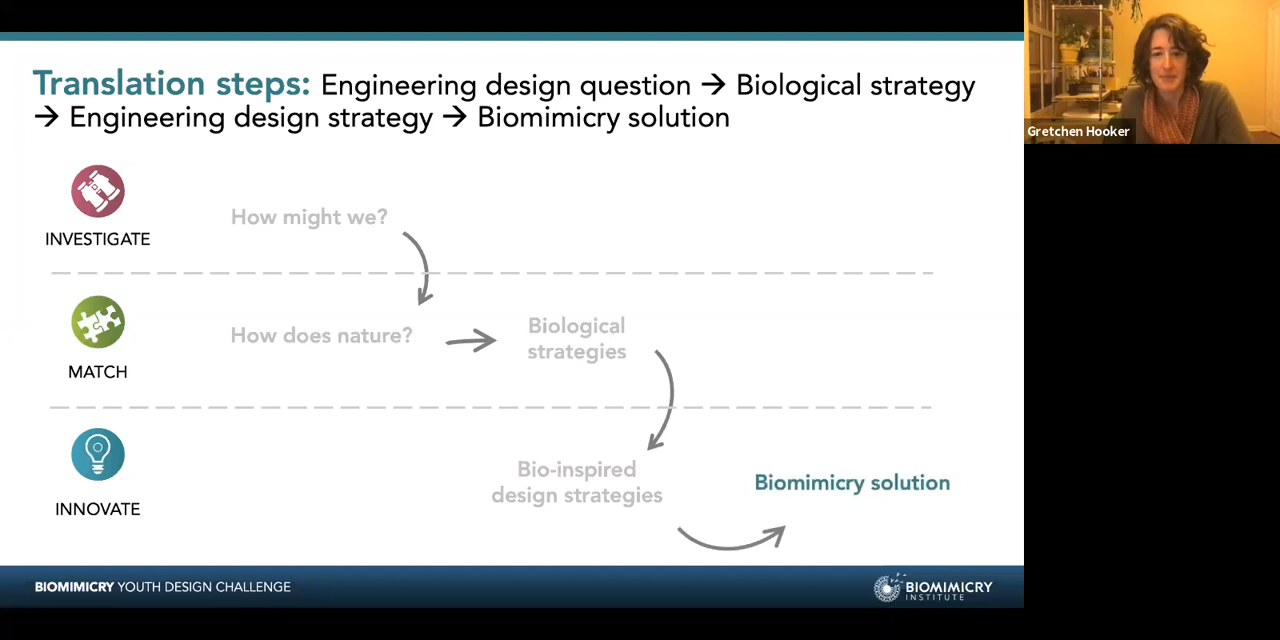 Translation steps: Engineering design question → Biological strategy
→ Engineering design strategy → Biomimicry solution
Gretchen Hooker
INVESTIGATE
How might we?
MATCH
How does nature?
Biological
strategies
INNOVATE
Bio-inspired
design strategies
Biomimicry solution
BIOMIMICRY YOUTH DESIGN CHALLENGE
BIOMIMICRY
INSTITUTE